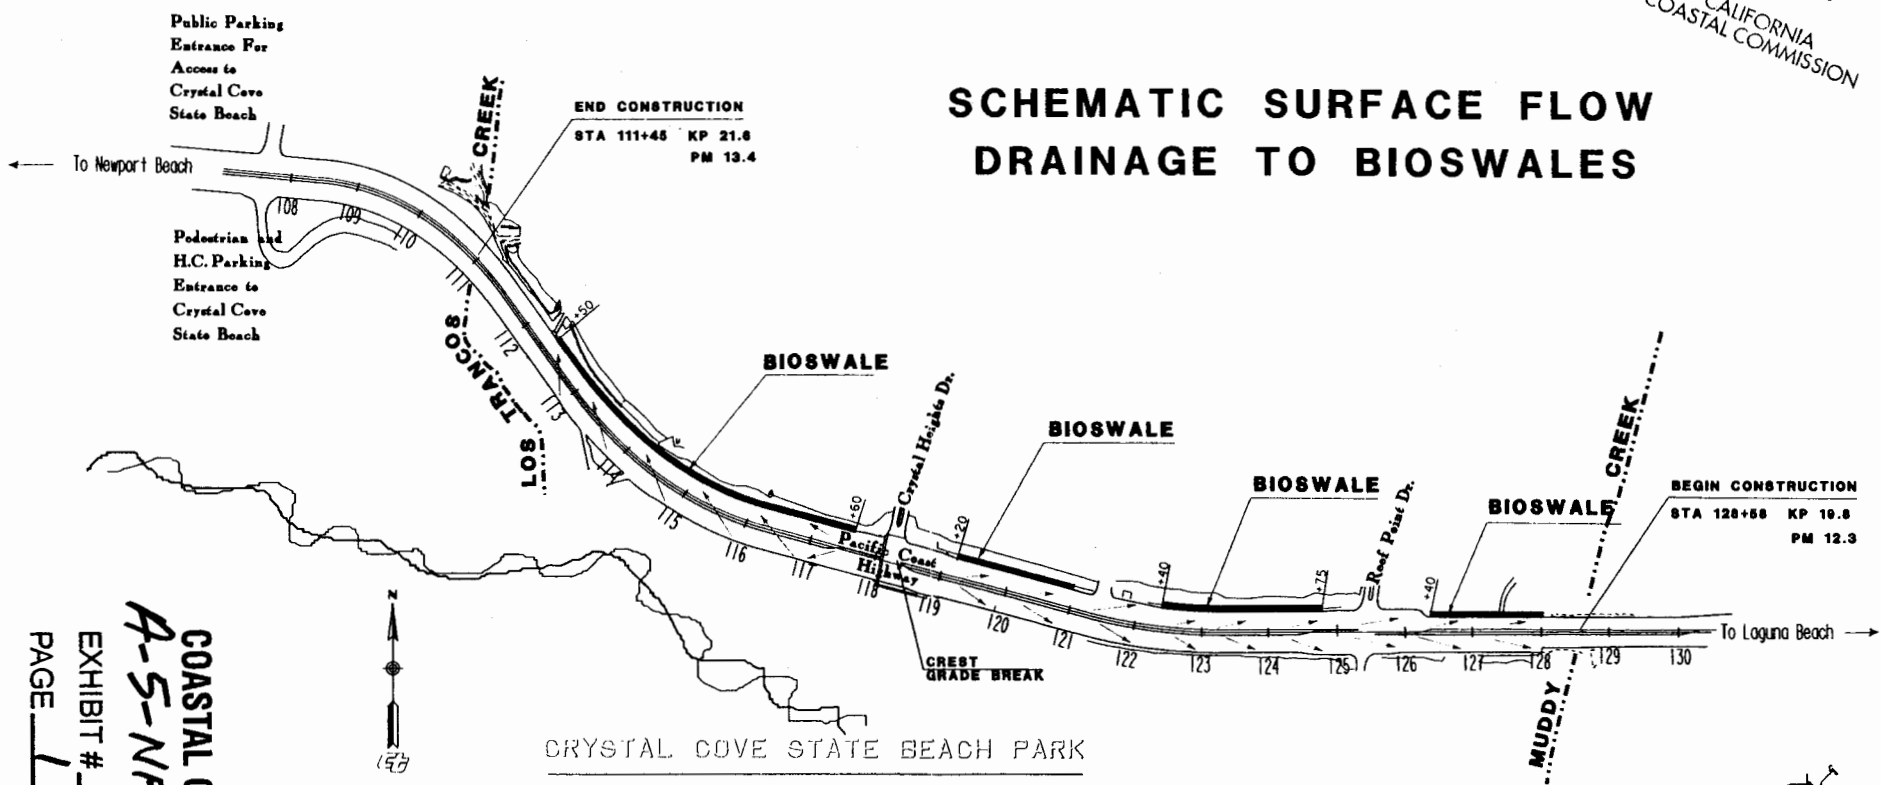 Public Parking
Entrance For
Access to
Crystal Cove
State Beach
CALIFORNIA
COASTAL COMMISSION
SCHEMATIC SURFACE FLOW
DRAINAGE TO BIOSWALES
CREEK
END CONSTRUCTION
STA 111+45 KP 21.6
PM 13.4
To Newport Beach
108
109
110
111
112
113
114
115
116
117
118
119
120
121
122
123
124
125
126
127
128
129
130
Pedestrian and
H.C. Parking
Entrance to
Crystal Cove
State Beach
LOS TRANCOS
+50
BIOSWALE
+60
Crystal Heights Dr.
+20
BIOSWALE
+40
BIOSWALE
+75
Reef Point Dr.
+40
BIOSWALE
CREEK
BEGIN CONSTRUCTION
STA 128+58 KP 19.8
PM 12.3
Pacific Coast
Highway
To Laguna Beach
CREST
GRADE BREAK
MUDDY
N
CRYSTAL COVE STATE BEACH PARK
COASTAL
A-5-
EXHIBIT #
PAGE 1